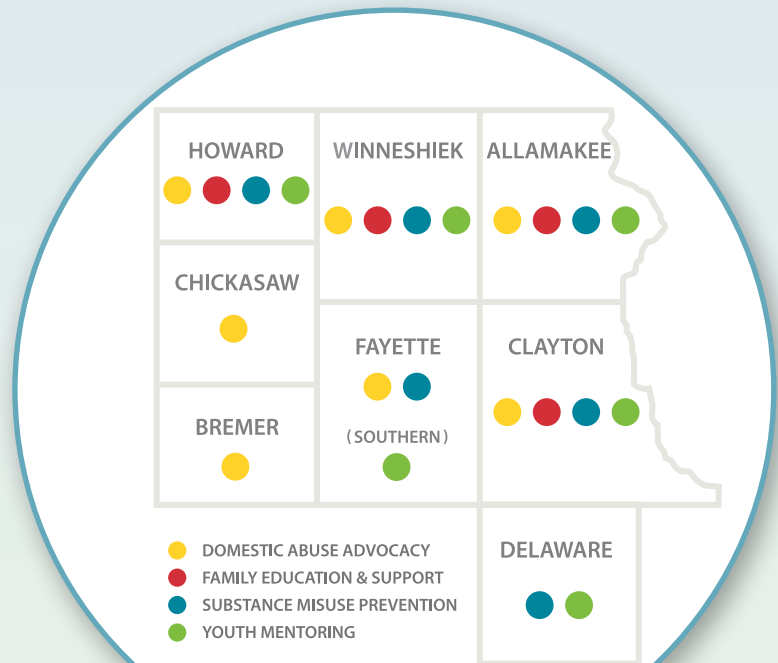 HOWARD
WINNESHIEK
ALLAMAKEE
CHICKASAW
FAYETTE
CLAYTON
BREMER
(SOUTHERN)
DOMESTIC ABUSE ADVOCACY
FAMILY EDUCATION & SUPPORT
SUBSTANCE MISUSE PREVENTION
YOUTH MENTORING
DELAWARE